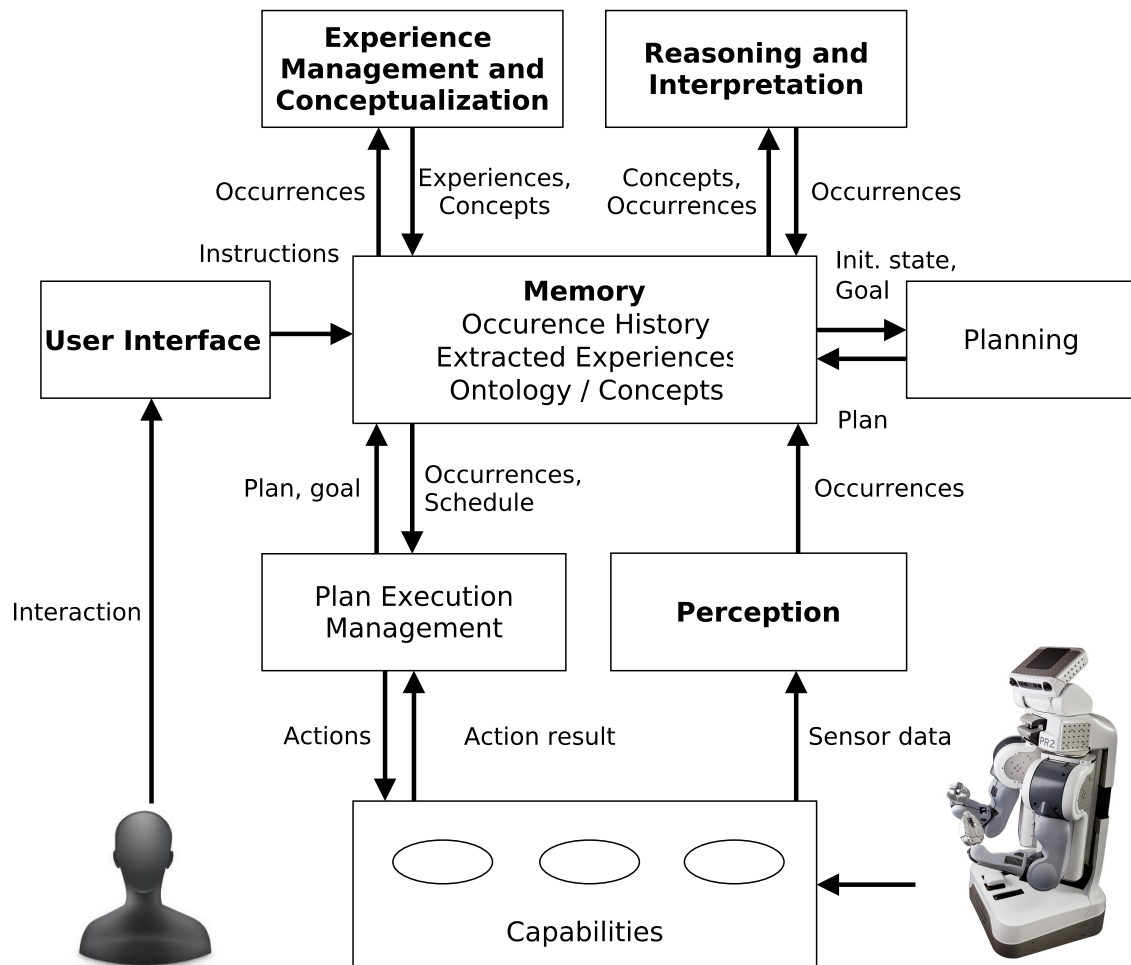 Experience
Management and
Conceptualization
Reasoning and
Interpretation
Occurrences
Experiences,
Concepts
Concepts,
Occurrences
Occurrences
Instructions
Init. state,
Goal
User Interface
Memory
Occurence History
Extracted Experiences
Ontology / Concepts
Planning
Plan
Plan, goal
Occurrences,
Schedule
Occurrences
Interaction
Plan Execution
Management
Perception
Actions
Action result
Sensor data
PR2
Capabilities